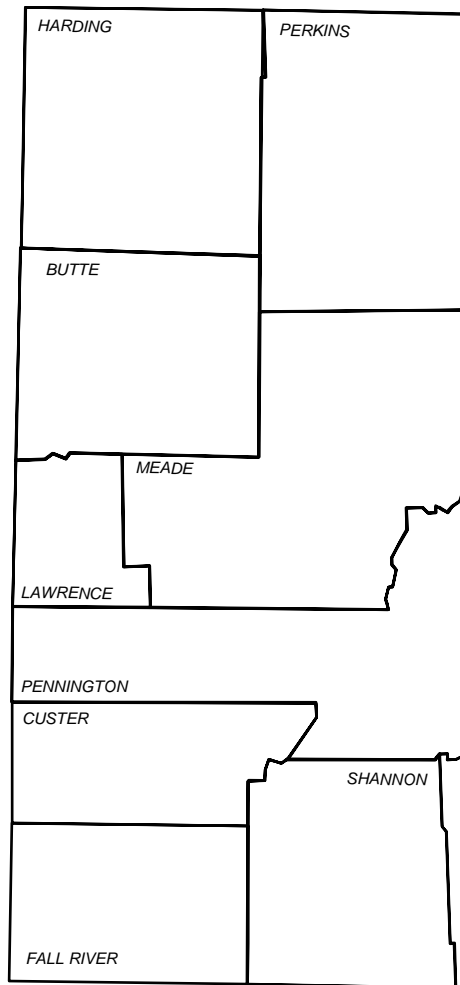 HARDING
PERKINS
BUTTE
MEADE
LAWRENCE
PENNINGTON
CUSTER
SHANNON
FALL RIVER